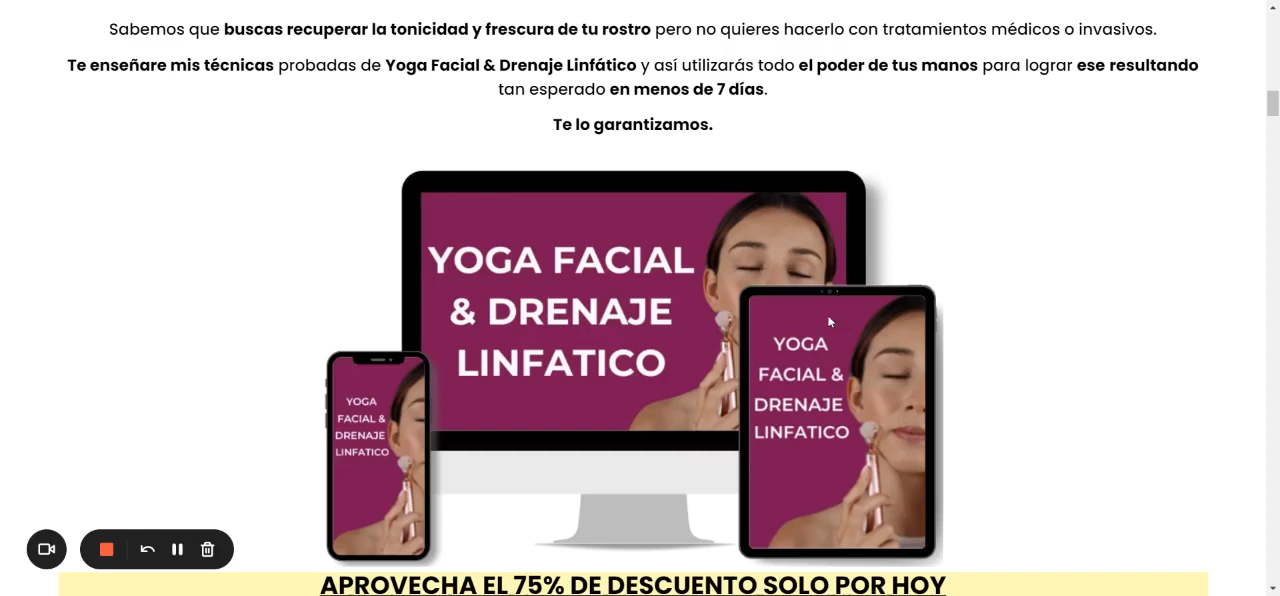 Sabemos que buscas recuperar la tonicidad y frescura de tu rostro pero no quieres hacerlo con tratamientos médicos o invasivos.
Te enseñare mis técnicas probadas de Yoga Facial & Drenaje Linfático y así utilizarás todo el poder de tus manos para lograr ese resultando
tan esperado en menos de 7 días.
Te lo garantizamos.
YOGA FACIAL
& DRENAJE
LINFATICO
YOGA
FACIAL &
DRENAJE
LINFATICO
YOGA
FACIAL &
DRENAJE
LINFATICO
APROVECHA EL 75% DE DESCUENTO SOLO POR HOY